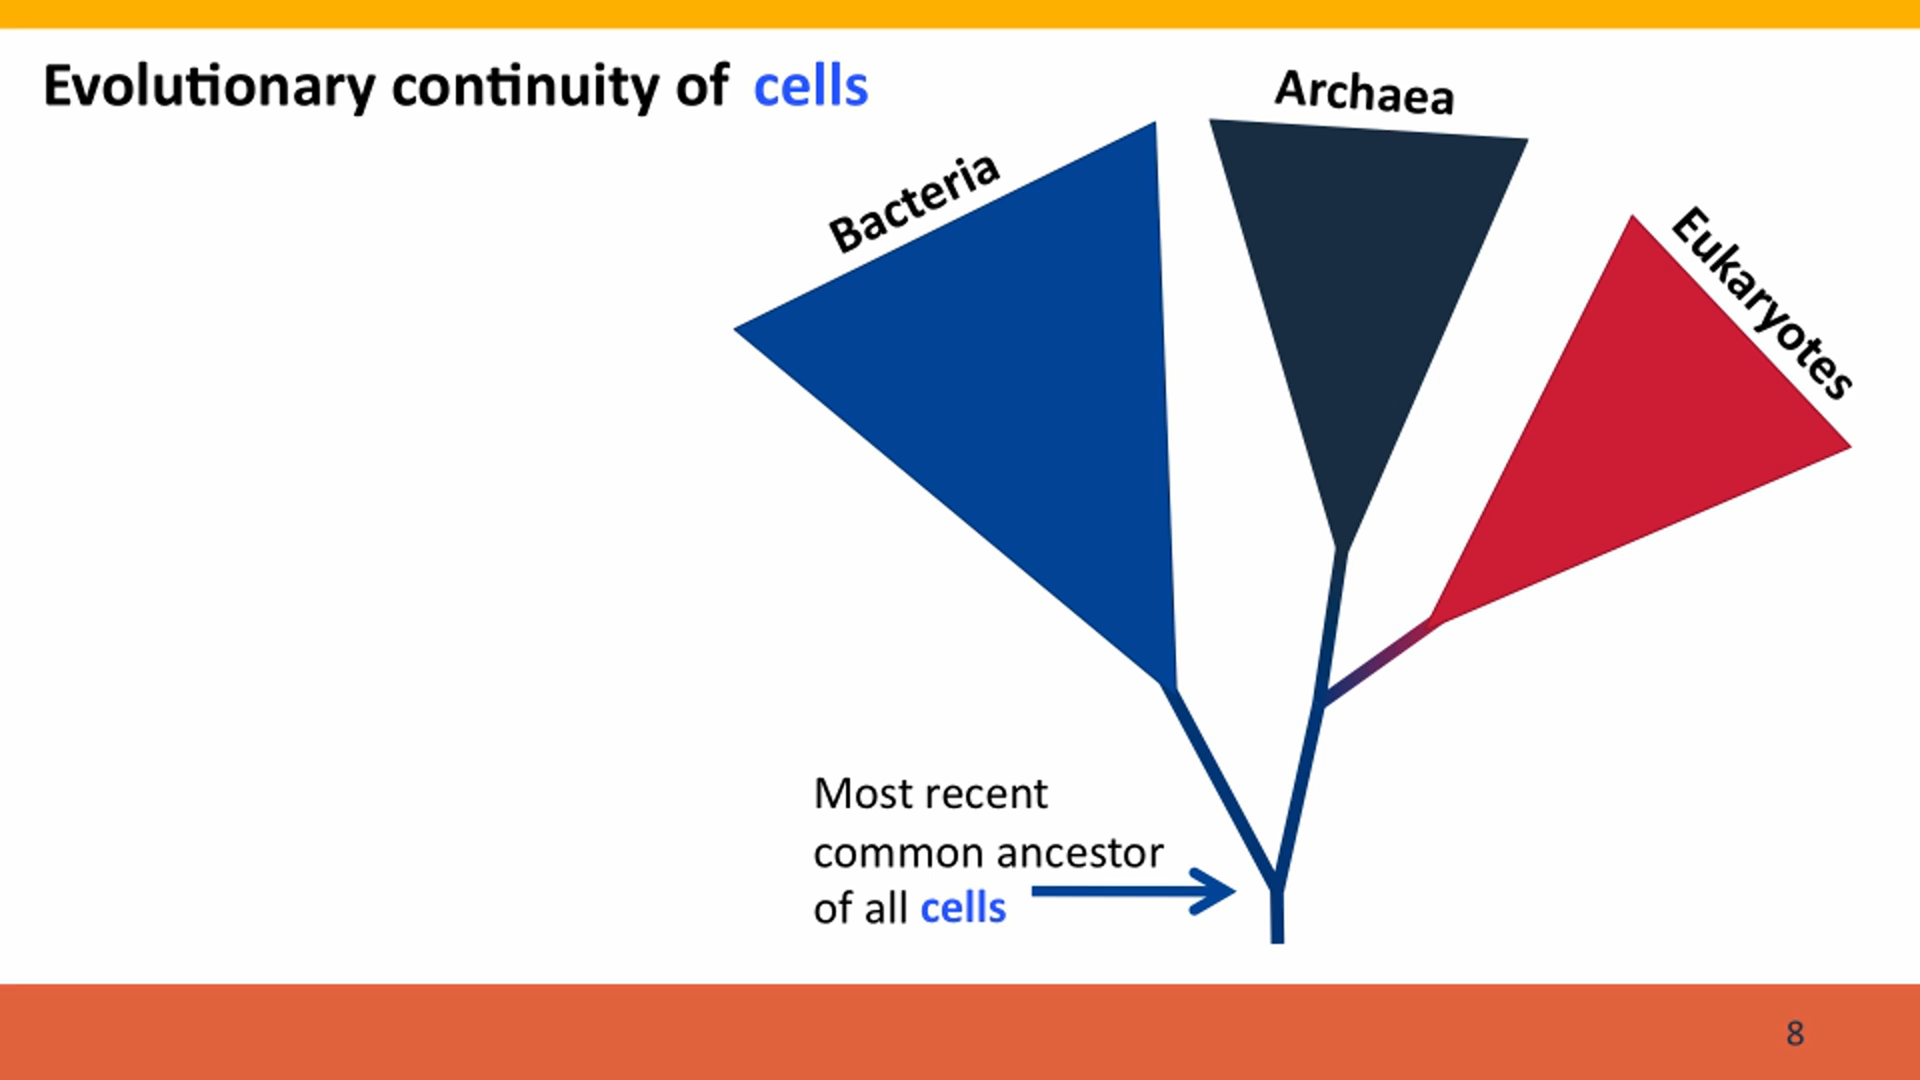 Evolutionary continuity of cells
Bacteria
Archaea
Eukaryotes
Most recent
common ancestor
of all cells
8